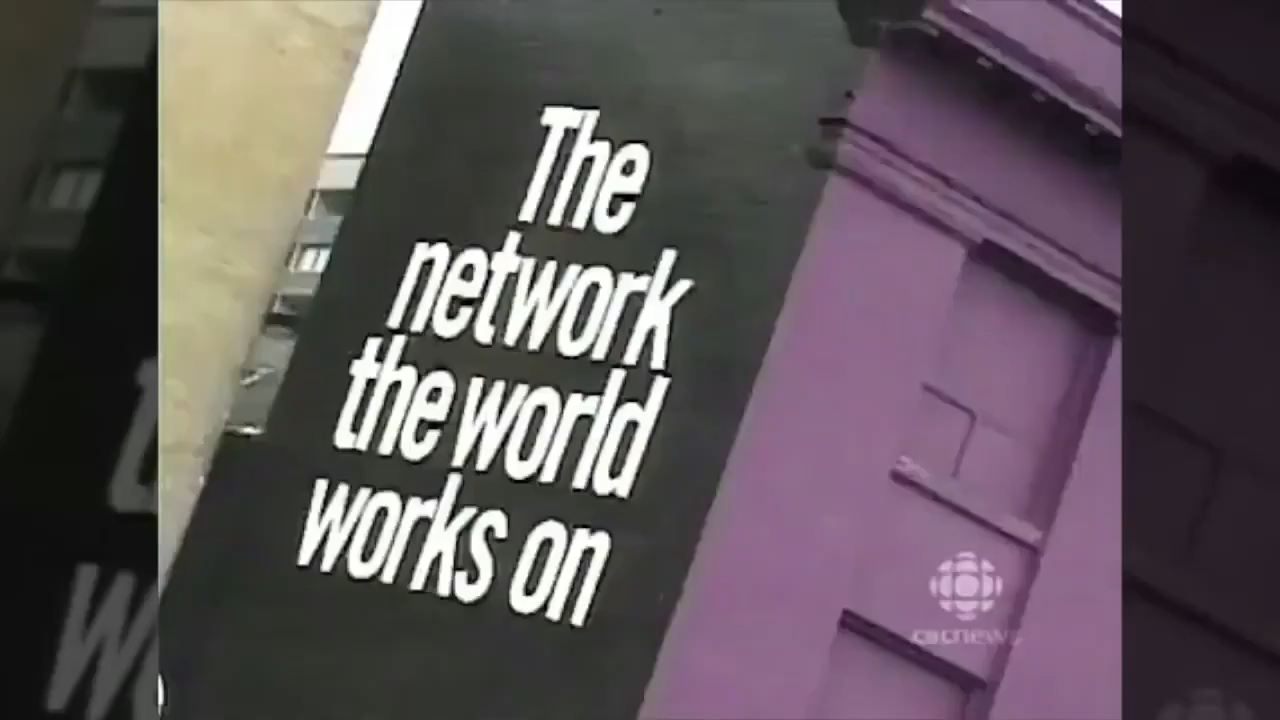 The
network
the world
works on
cbcnews